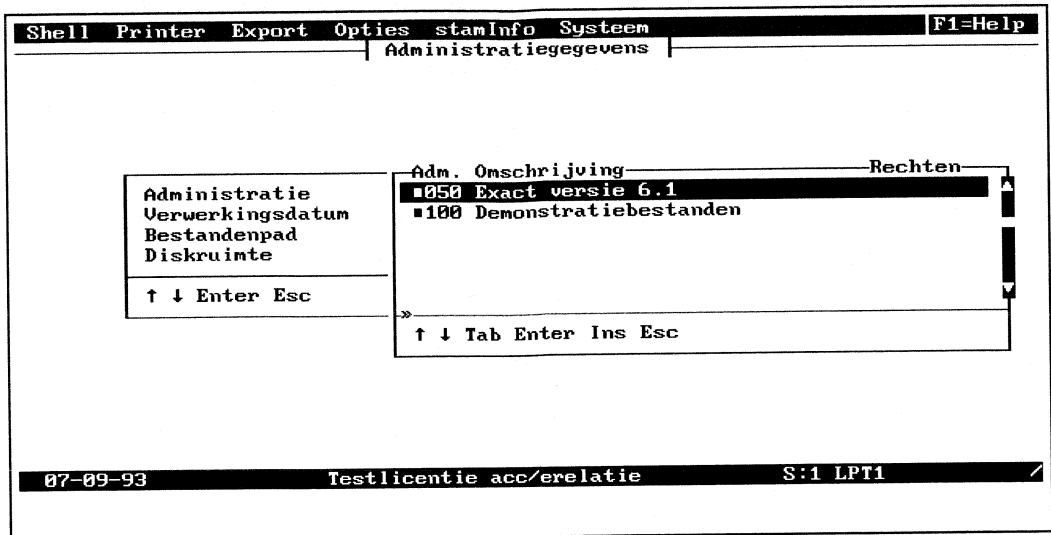 Shell Printer Export Opties stamInfo Systeem F1=Help
Administratiegegevens
Adm. Omschrijving Rechten
Administratie
Verwerkingsdatum
Bestandenpad
Diskruimte
↑ ↓ Enter Esc
■050 Exact versie 6.1
■100 Demonstratiebestanden
»
↑ ↓ Tab Enter Ins Esc
07-09-93 Testlicentie acc/erelatie S:1 LPT1 /